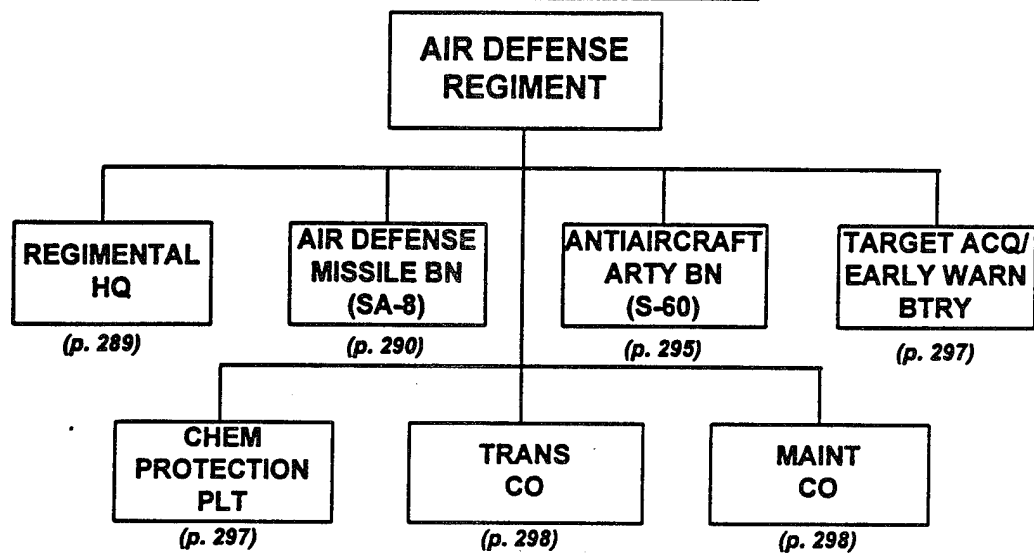 AIR DEFENSE
REGIMENT
REGIMENTAL
HQ
(p. 289)
AIR DEFENSE
MISSILE BN
(SA-8)
(p. 290)
ANTIAIRCRAFT
ARTY BN
(S-60)
(p. 295)
TARGET ACQ/
EARLY WARN
BTRY
(p. 297)
CHEM
PROTECTION
PLT
(p. 297)
TRANS
CO
(p. 298)
MAINT
CO
(p. 298)